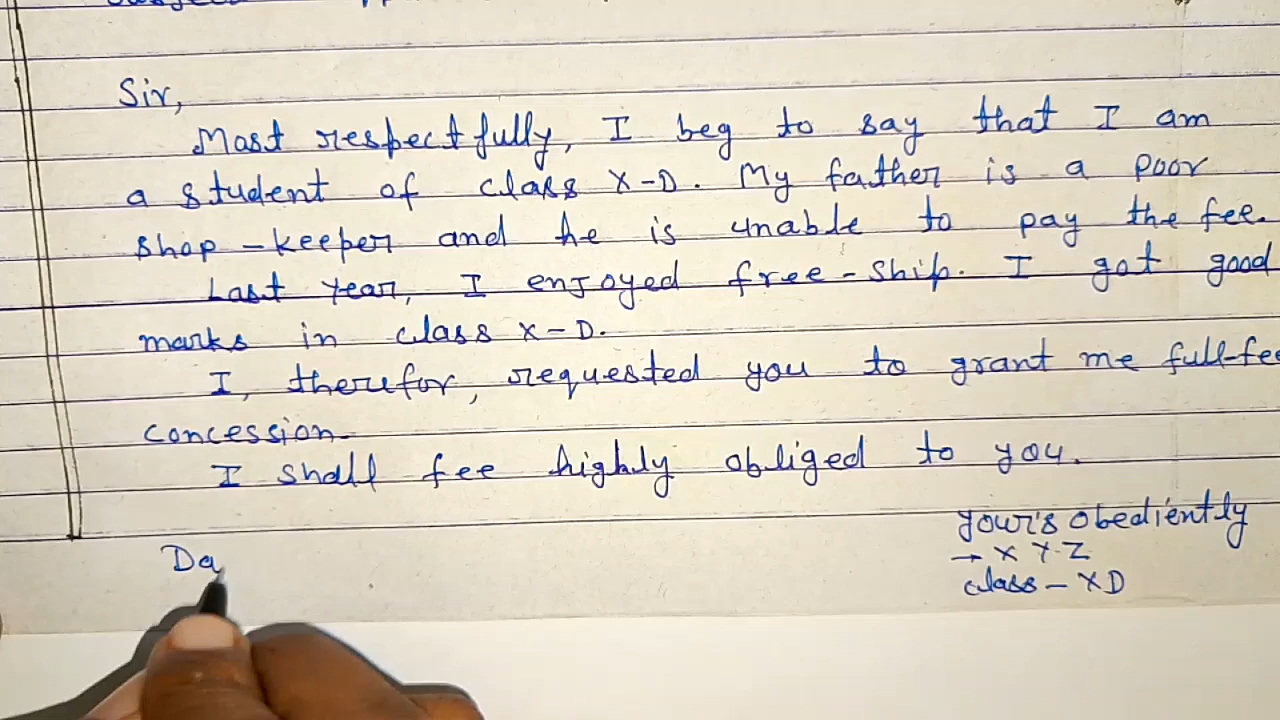 Sir,
Most respectfully, I beg to say that I am
a student of class X-D. My father is a poor
shop-keeper and he is unable to pay the fee.
Last year, I enjoyed free-ship. I got good
marks in class X-D.
I, therefor, requested you to grant me full-fee
concession.
I shall fee highly obliged to you.
Your's obediently
→ X Y Z
class - XD
Da